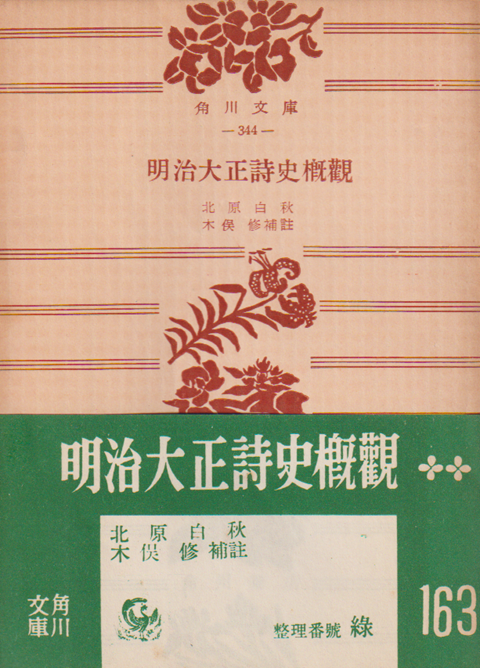 角川文庫
—344—
明治大正詩史概觀
北原白秋
木俣 修補註
明治大正詩史概觀
北原白秋
木俣 修補註
角川文庫
整理番號 綠
163